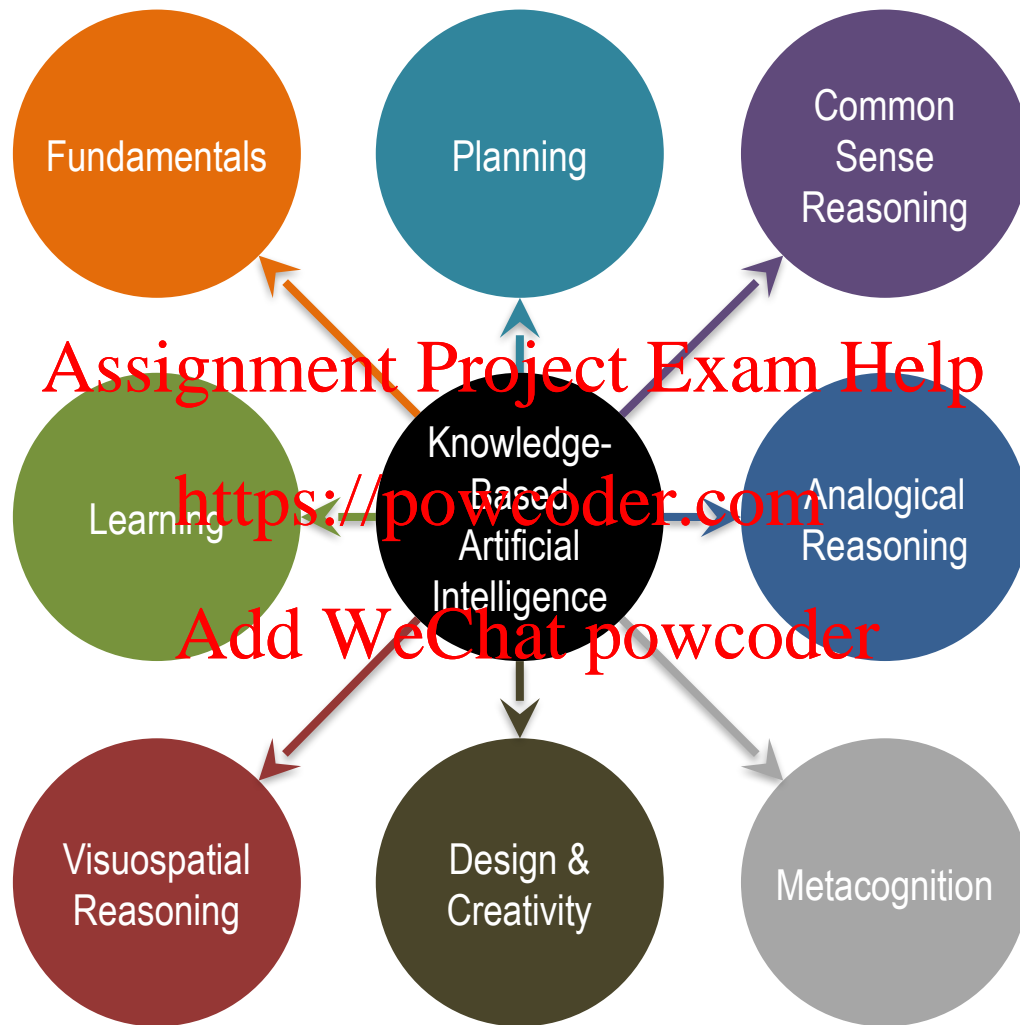 Fundamentals
Planning
Common
Sense
Reasoning
Assignment Project Exam Help
Knowledge-
Based
Artificial
Intelligence
Learning
https://powcoder.com
Analogical
Reasoning
Add WeChat powcoder
Visuospatial
Reasoning
Design &
Creativity
Metacognition